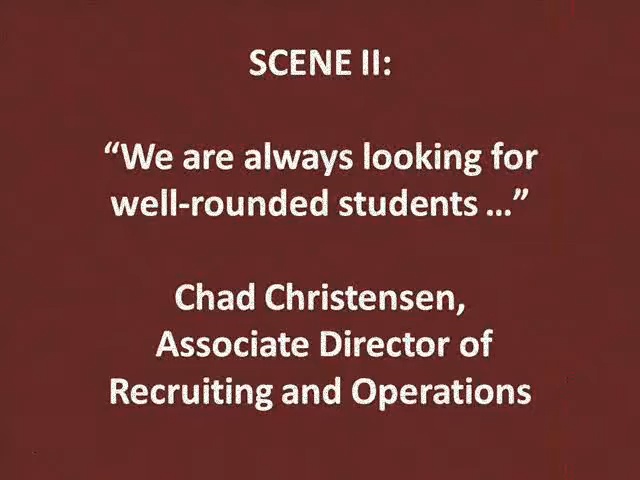 SCENE II:
“We are always looking for
well-rounded students …”
Chad Christensen,
Associate Director of
Recruiting and Operations